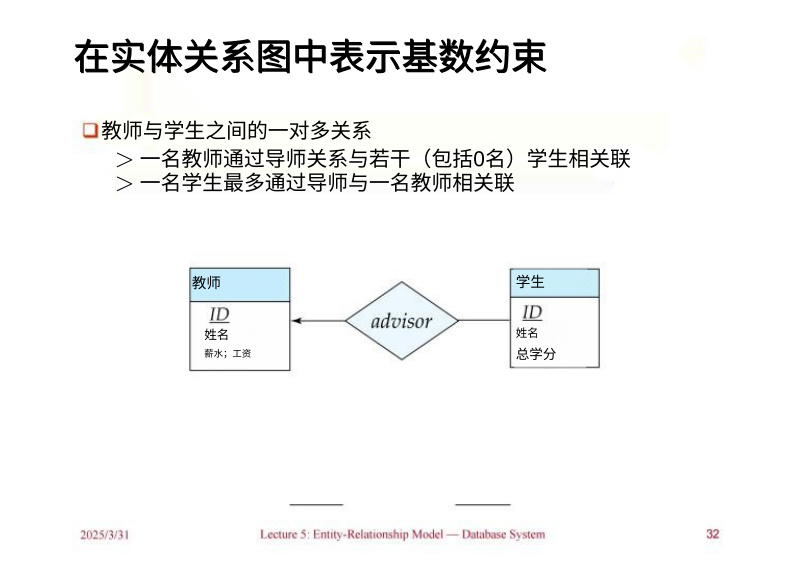 在实体关系图中表示基数约束
教师与学生之间的一对多关系
＞一名教师通过导师关系与若干（包括0名）学生相关联
＞一名学生最多通过导师与一名教师相关联
教师
ID
姓名
薪水；工资
advisor
学生
ID
姓名
总学分
2025/3/31
Lecture 5: Entity-Relationship Model — Database System
32